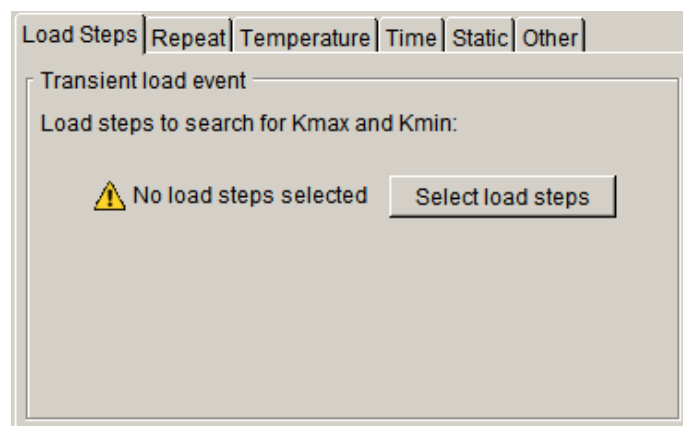 Load Steps Repeat Temperature Time Static Other
Transient load event
Load steps to search for Kmax and Kmin:
No load steps selected Select load steps